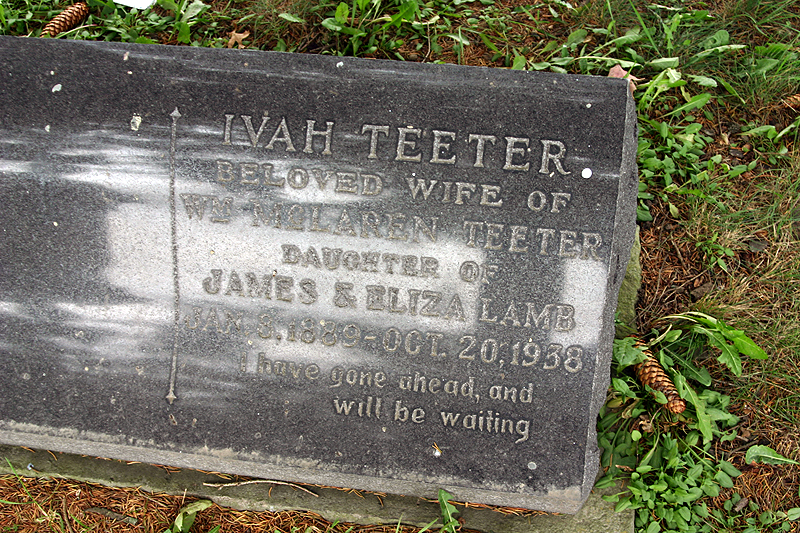 IVAH TEETER
BELOVED WIFE OF
WM MCLAREN TEETER
DAUGHTER OF
JAMES & ELIZA LAMB
JAN. 8, 1889 - OCT. 20, 1938
I have gone ahead, and
will be waiting